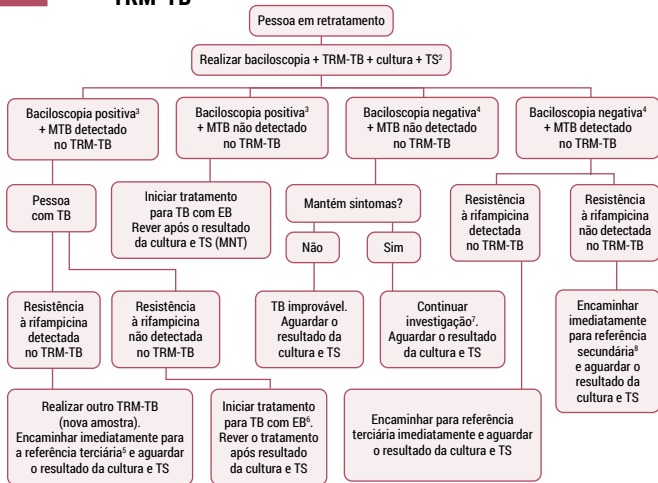 TRM-TB
Pessoa em retratamento
Realizar baciloscopia + TRM-TB + cultura + TS²
Baciloscopia positiva³
+ MTB detectado
no TRM-TB
Baciloscopia positiva³
+ MTB não detectado
no TRM-TB
Baciloscopia negativa⁴
+ MTB não detectado
no TRM-TB
Baciloscopia negativa⁴
+ MTB detectado
no TRM-TB
Pessoa
com TB
Iniciar tratamento
para TB com EB
Rever após o resultado
da cultura e TS (MNT)
Mantém sintomas?
Resistência
à rifampicina
detectada
no TRM-TB
Resistência
à rifampicina
não detectada
no TRM-TB
Não
Sim
Resistência
à rifampicina
detectada
no TRM-TB
Resistência
à rifampicina
não detectada
no TRM-TB
TB improvável.
Aguardar o
resultado da
cultura e TS
Continuar
investigação⁷.
Aguardar o resultado
da cultura e TS
Encaminhar
imediatamente
para referência
secundária⁸
e aguardar o
resultado da
cultura e TS
Realizar outro TRM-TB
(nova amostra).
Encaminhar imediatamente para
a referência terciária⁵ e aguardar
o resultado da cultura e TS
Iniciar tratamento
para TB com EB⁶.
Rever o tratamento
após resultado
da cultura e TS
Encaminhar para referência
terciária imediatamente e aguardar
o resultado da cultura e TS